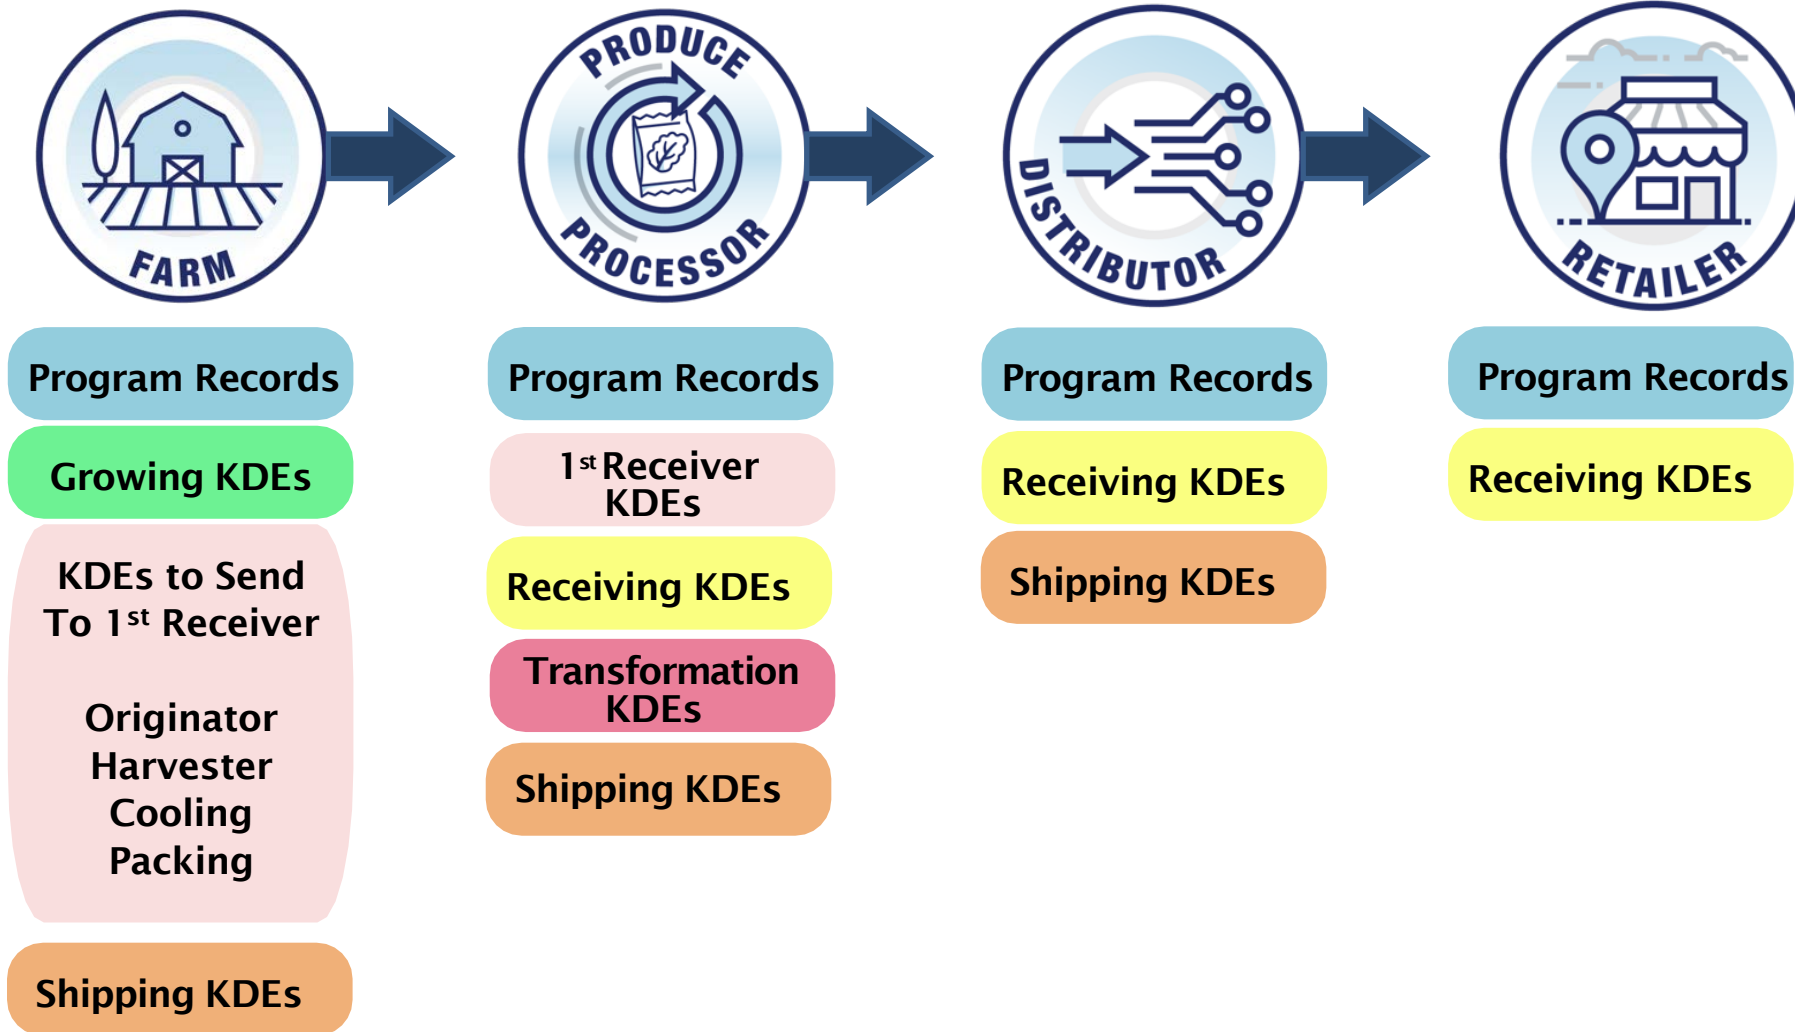 FARM
Program Records
Growing KDEs
KDEs to Send
To 1st Receiver
Originator
Harvester
Cooling
Packing
Shipping KDEs
PRODUCE
PROCESSOR
Program Records
1st Receiver
KDEs
Receiving KDEs
Transformation
KDEs
Shipping KDEs
DISTRIBUTOR
Program Records
Receiving KDEs
Shipping KDEs
RETAILER
Program Records
Receiving KDEs